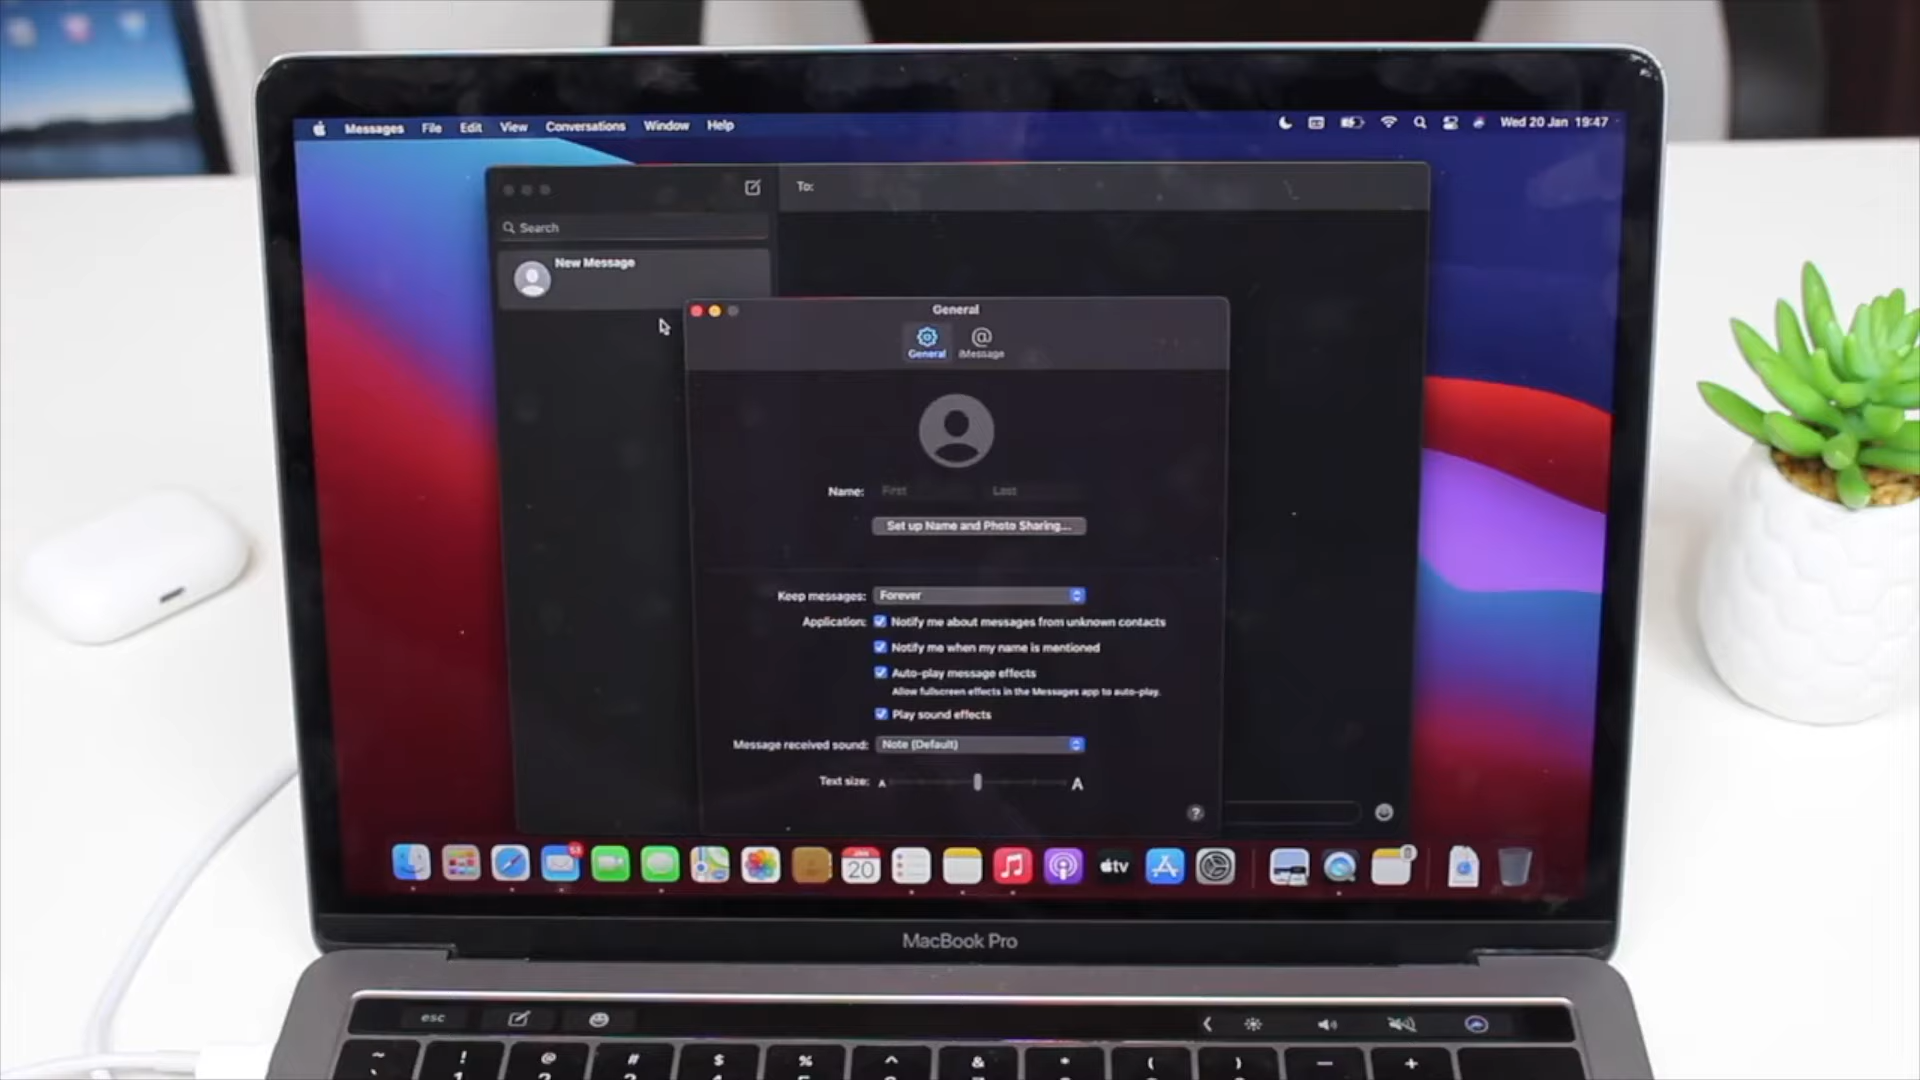 Messages File Edit View Conversations Window Help Wed 20 Jan 19:47
To:
Search
New Message
General
General iMessage
Name: First Last
Set up Name and Photo Sharing...
Keep messages: Forever
Application: Notify me about messages from unknown contacts
Notify me when my name is mentioned
Auto-play message effects
Allow fullscreen effects in the Messages app to auto-play.
Play sound effects
Message received sound: Note (Default)
Text size: A A
?
JAN
20
tv
MacBook Pro
esc
~ ! @ # $ % ^ & * ( ) — +